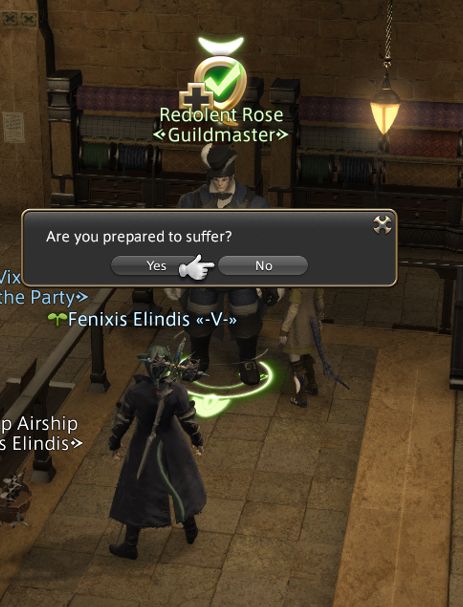 Redolent Rose
«Guildmaster»
Are you prepared to suffer?
Yes
No
Vix
the Party»
Fenixis Elindis «-V-»
p Airship
s Elindis»